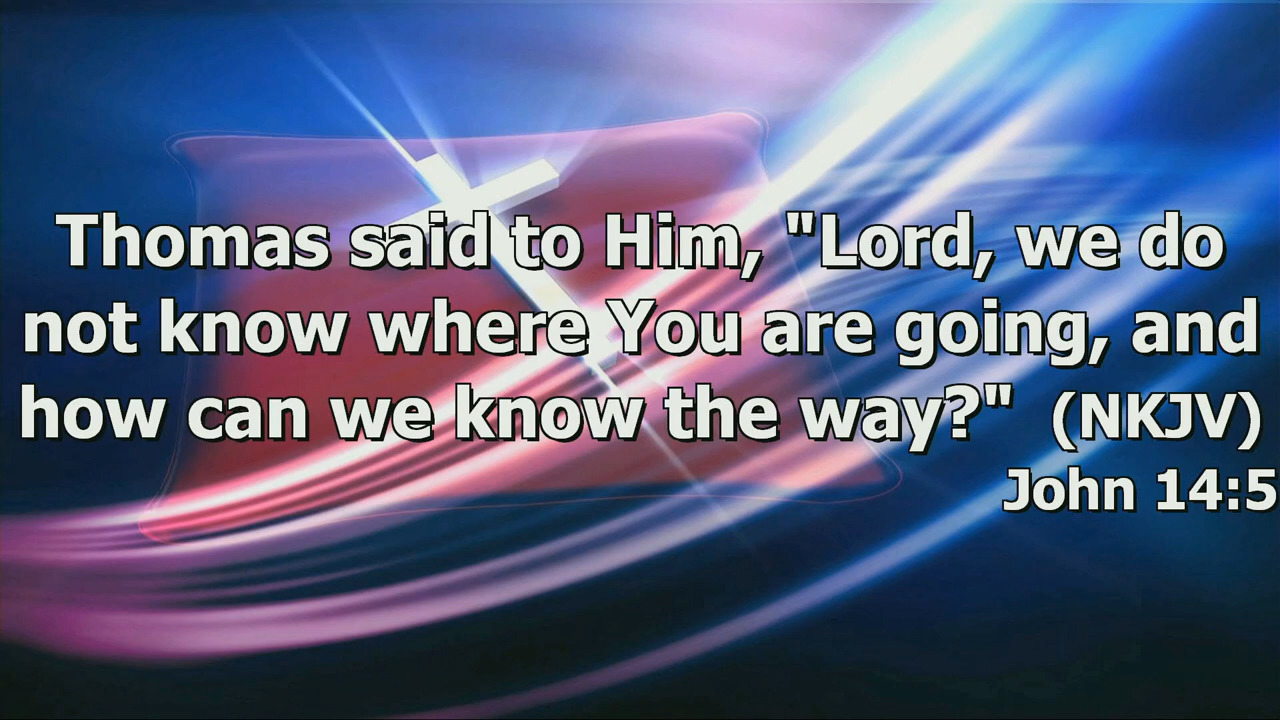 Thomas said to Him, "Lord, we do
not know where You are going, and
how can we know the way?" (NKJV)
John 14:5